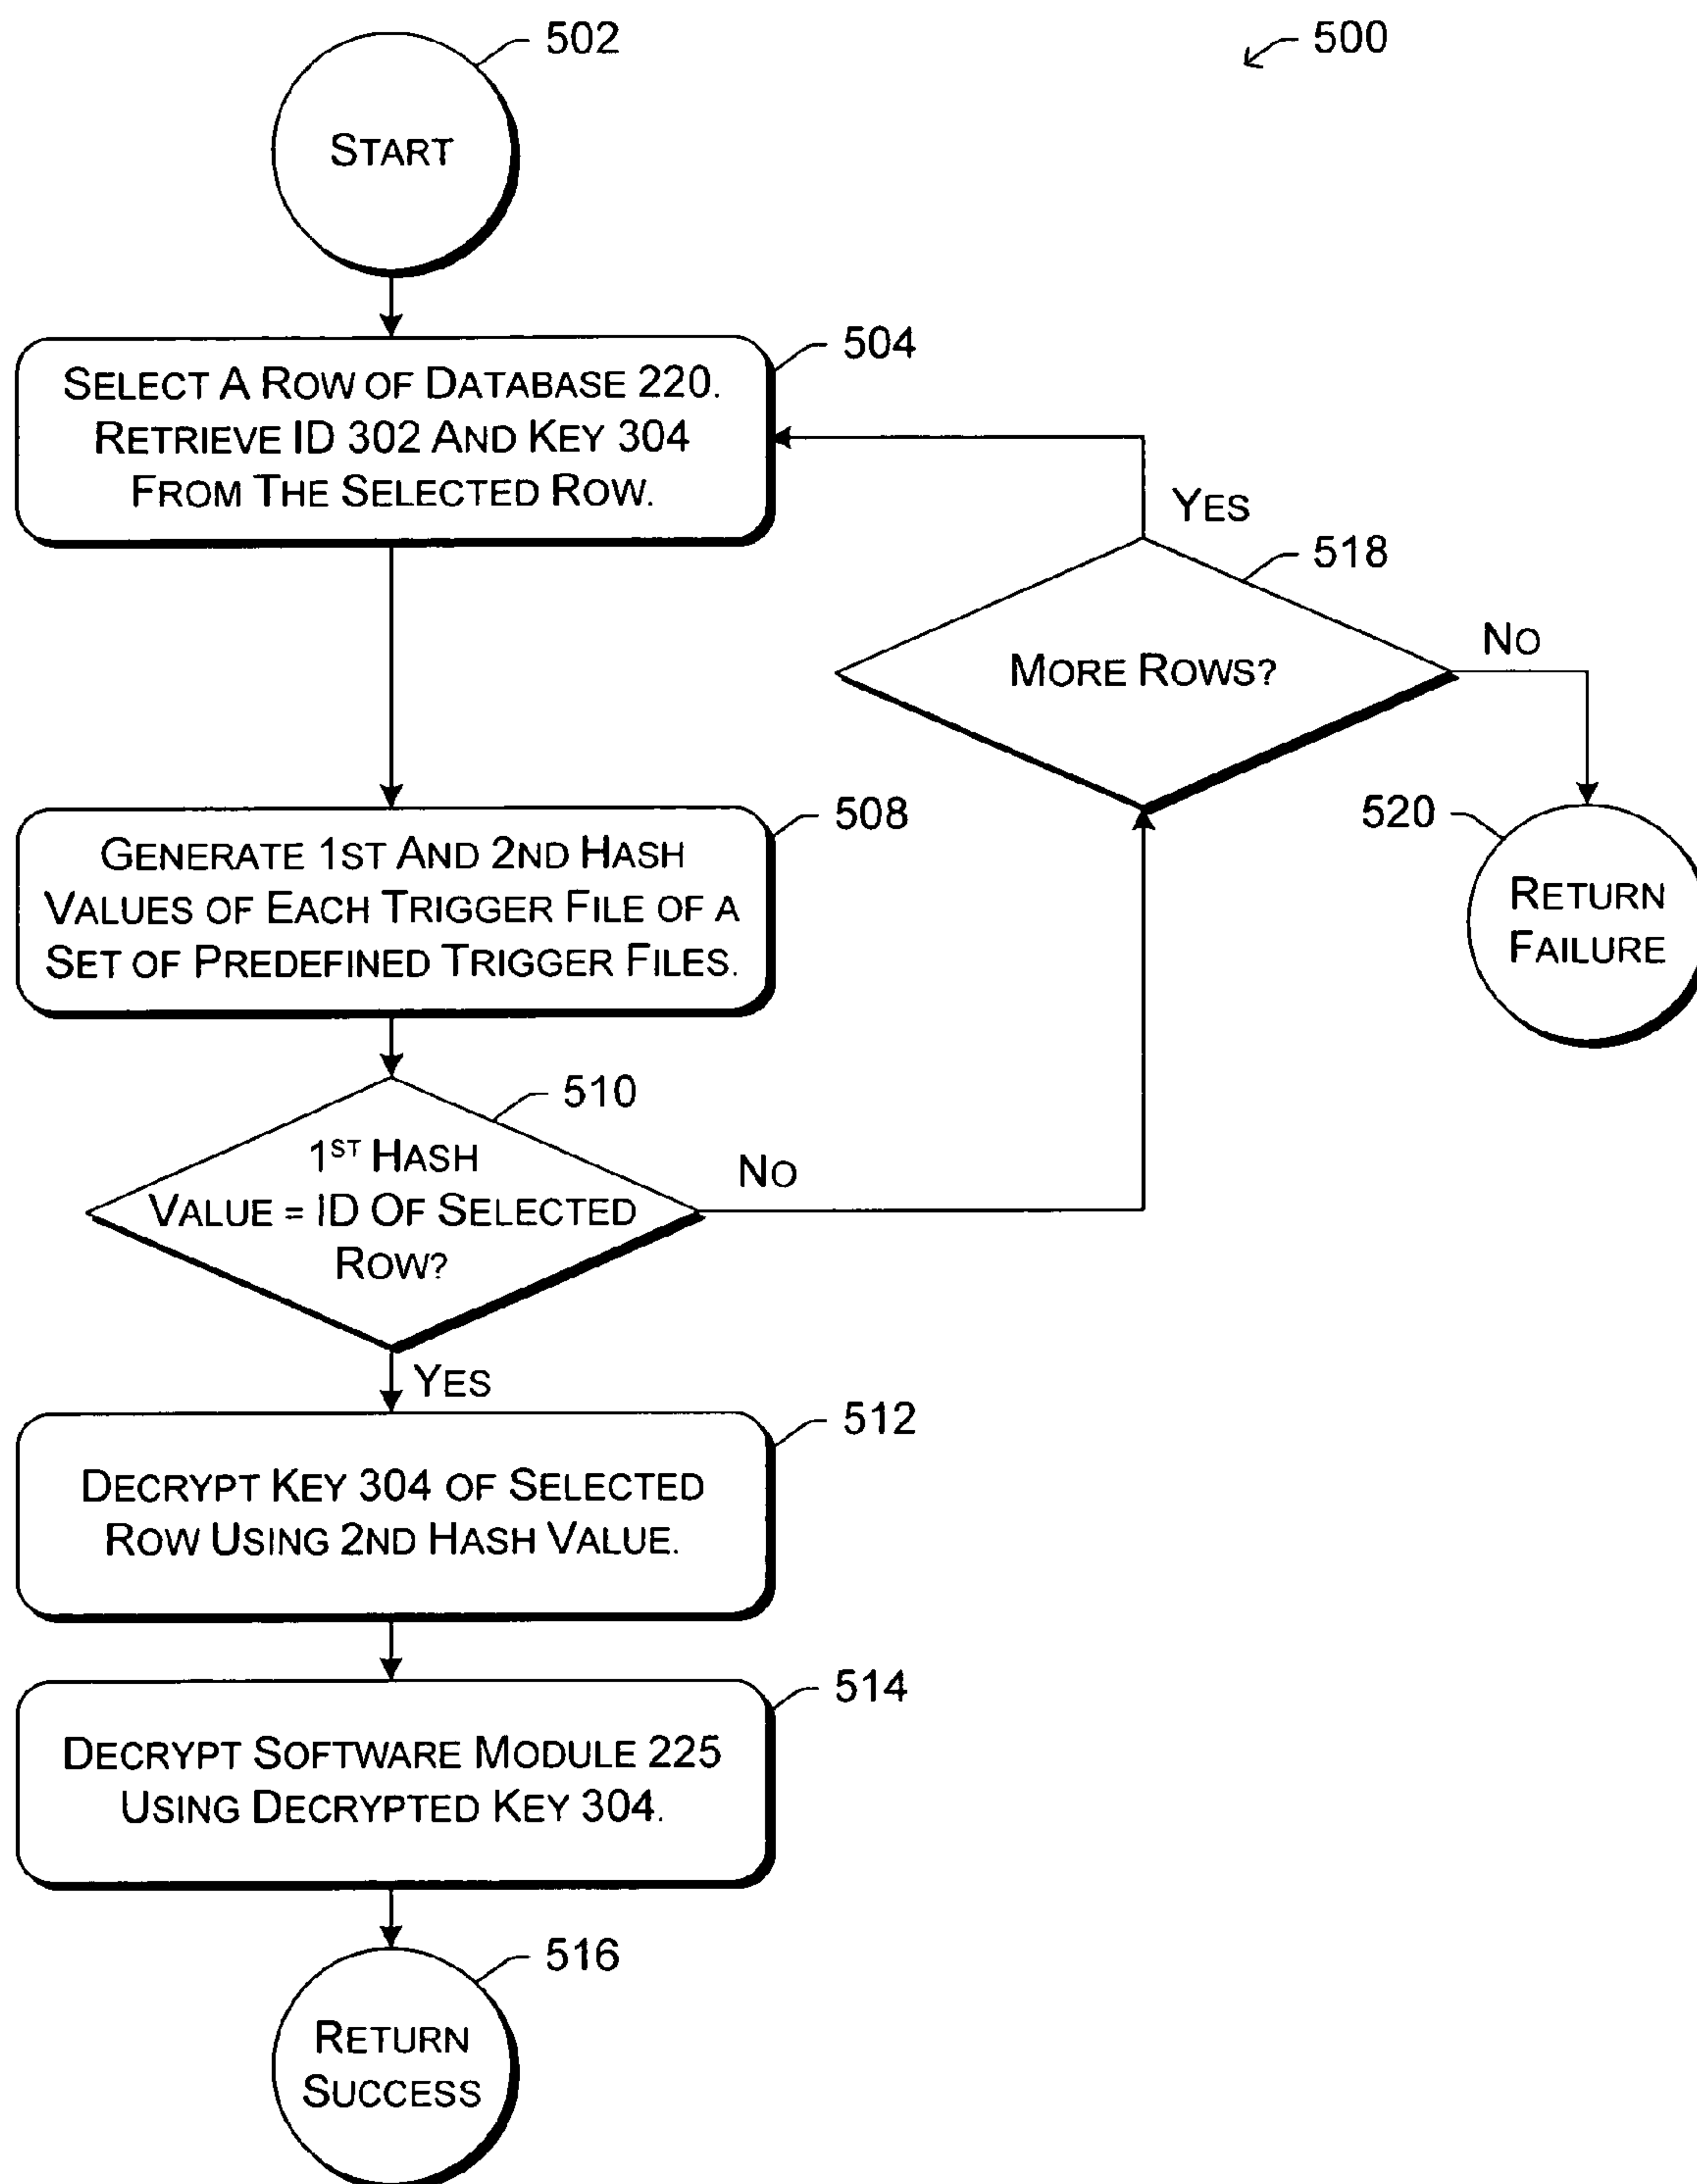 502
500
START
504
SELECT A ROW OF DATABASE 220.
RETRIEVE ID 302 AND KEY 304
FROM THE SELECTED ROW.
YES
518
MORE ROWS?
NO
508
GENERATE 1ST AND 2ND HASH
VALUES OF EACH TRIGGER FILE OF A
SET OF PREDEFINED TRIGGER FILES.
520
RETURN
FAILURE
510
1ST HASH
VALUE = ID OF SELECTED
ROW?
NO
YES
512
DECRYPT KEY 304 OF SELECTED
ROW USING 2ND HASH VALUE.
514
DECRYPT SOFTWARE MODULE 225
USING DECRYPTED KEY 304.
516
RETURN
SUCCESS